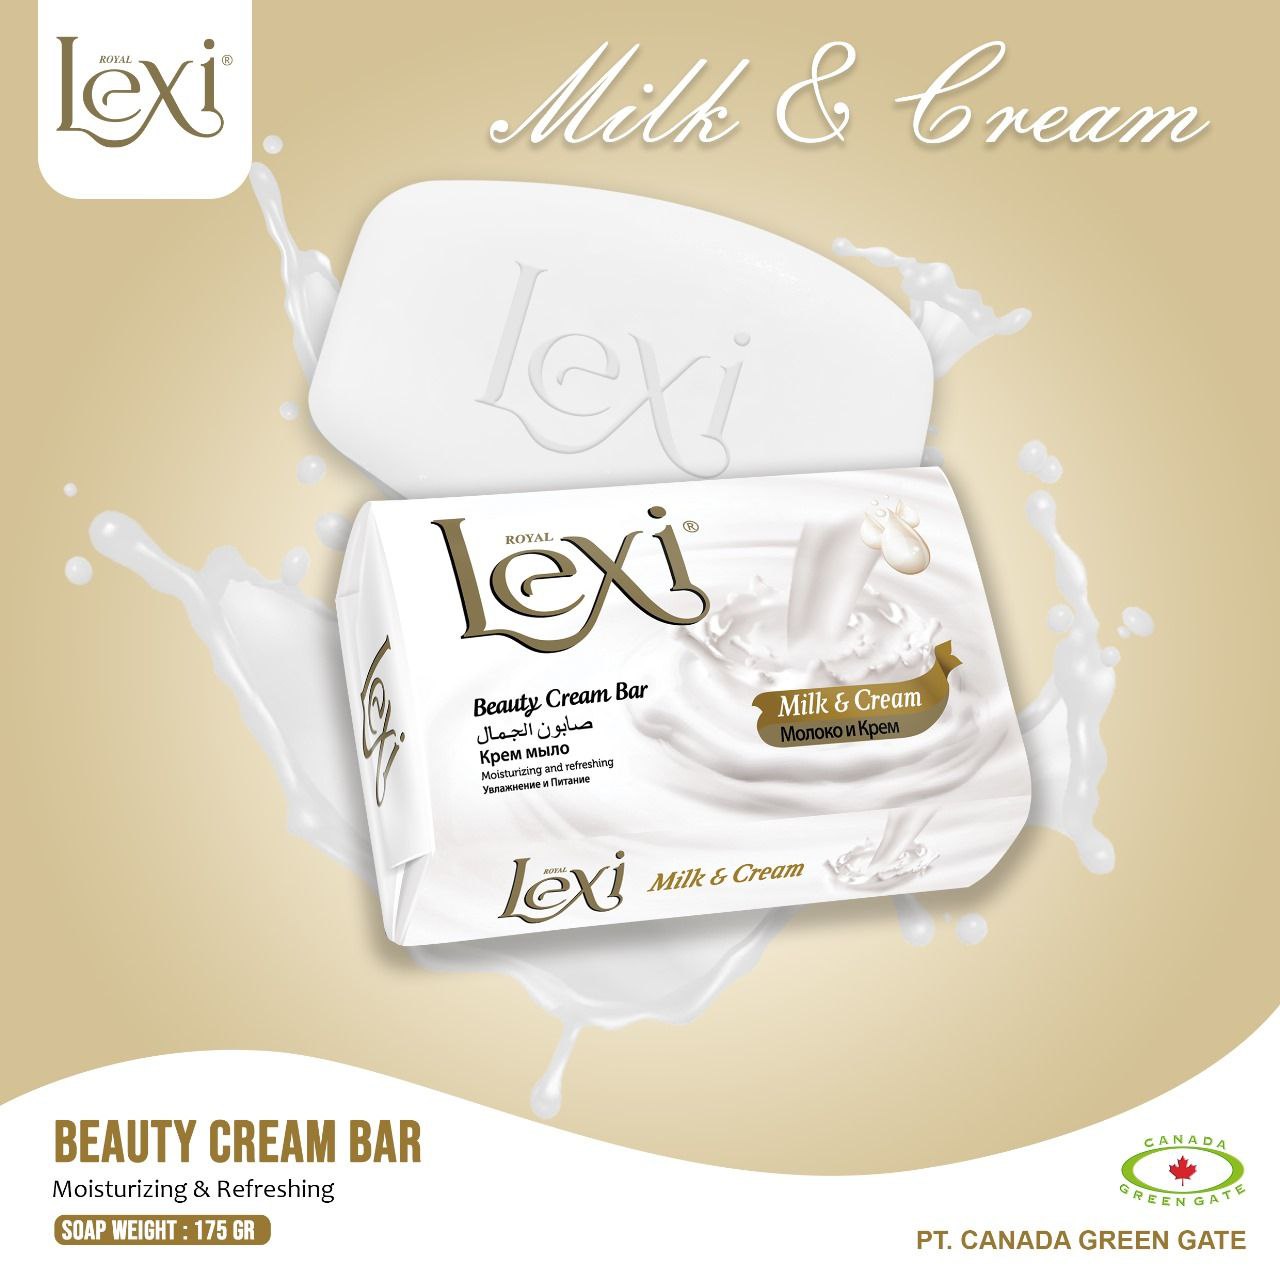 ROYAL
Lexi®
Milk & Cream
Lexi
ROYAL
Lexi®
Beauty Cream Bar
صابون الجمال
Крем мыло
Moisturizing and refreshing
Увлажнение и Питание
Milk & Cream
Молоко и Крем
Lexi
ROYAL
Lexi
Milk & Cream
BEAUTY CREAM BAR
Moisturizing & Refreshing
SOAP WEIGHT : 175 GR
CANADA
GREEN GATE
PT. CANADA GREEN GATE